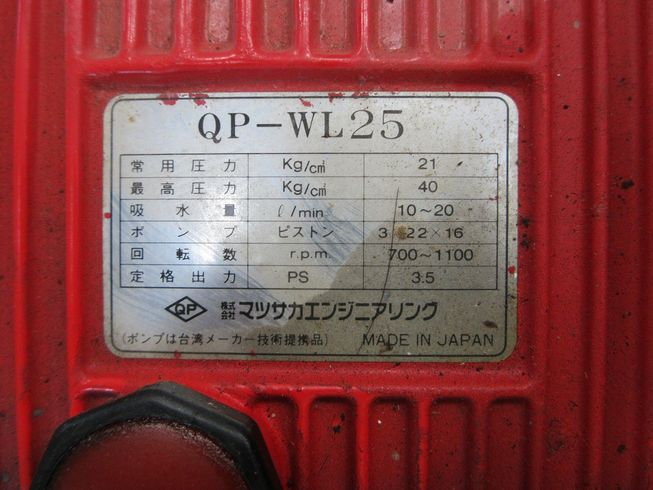 QP-WL25
常用圧力 Kg/c㎡ 21
最高圧力 Kg/c㎡ 40
吸水量 ℓ/min 10～20
ポンプ ピストン 3 22×16
回転数 r.p.m. 700～1100
定格出力 PS 3.5
QP 株式会社 マツサカエンジニアリング
(ポンプは台湾メーカー技術提携品) MADE IN JAPAN